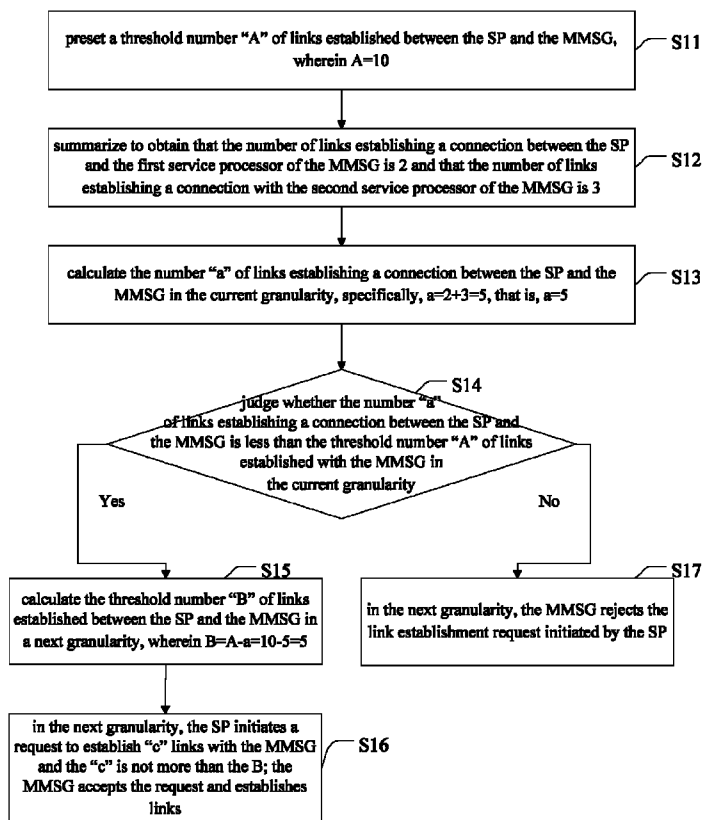 preset a threshold number “A” of links established between the SP and the MMSG,
wherein A=10
S11
summarize to obtain that the number of links establishing a connection between the SP
and the first service processor of the MMSG is 2 and that the number of links
establishing a connection with the second service processor of the MMSG is 3
S12
calculate the number “a” of links establishing a connection between the SP and the
MMSG in the current granularity, specifically, a=2+3=5, that is, a=5
S13
S14
judge whether the number “a”
of links establishing a connection between the SP and
the MMSG is less than the threshold number “A” of links
established with the MMSG in
the current granularity
Yes
No
S15
calculate the threshold number “B” of links
established between the SP and the MMSG in
a next granularity, wherein B=A-a=10-5=5
S17
in the next granularity, the MMSG rejects the
link establishment request initiated by the SP
in the next granularity, the SP initiates a
request to establish “c” links with the MMSG
and the “c” is not more than the B; the
MMSG accepts the request and establishes
links
S16